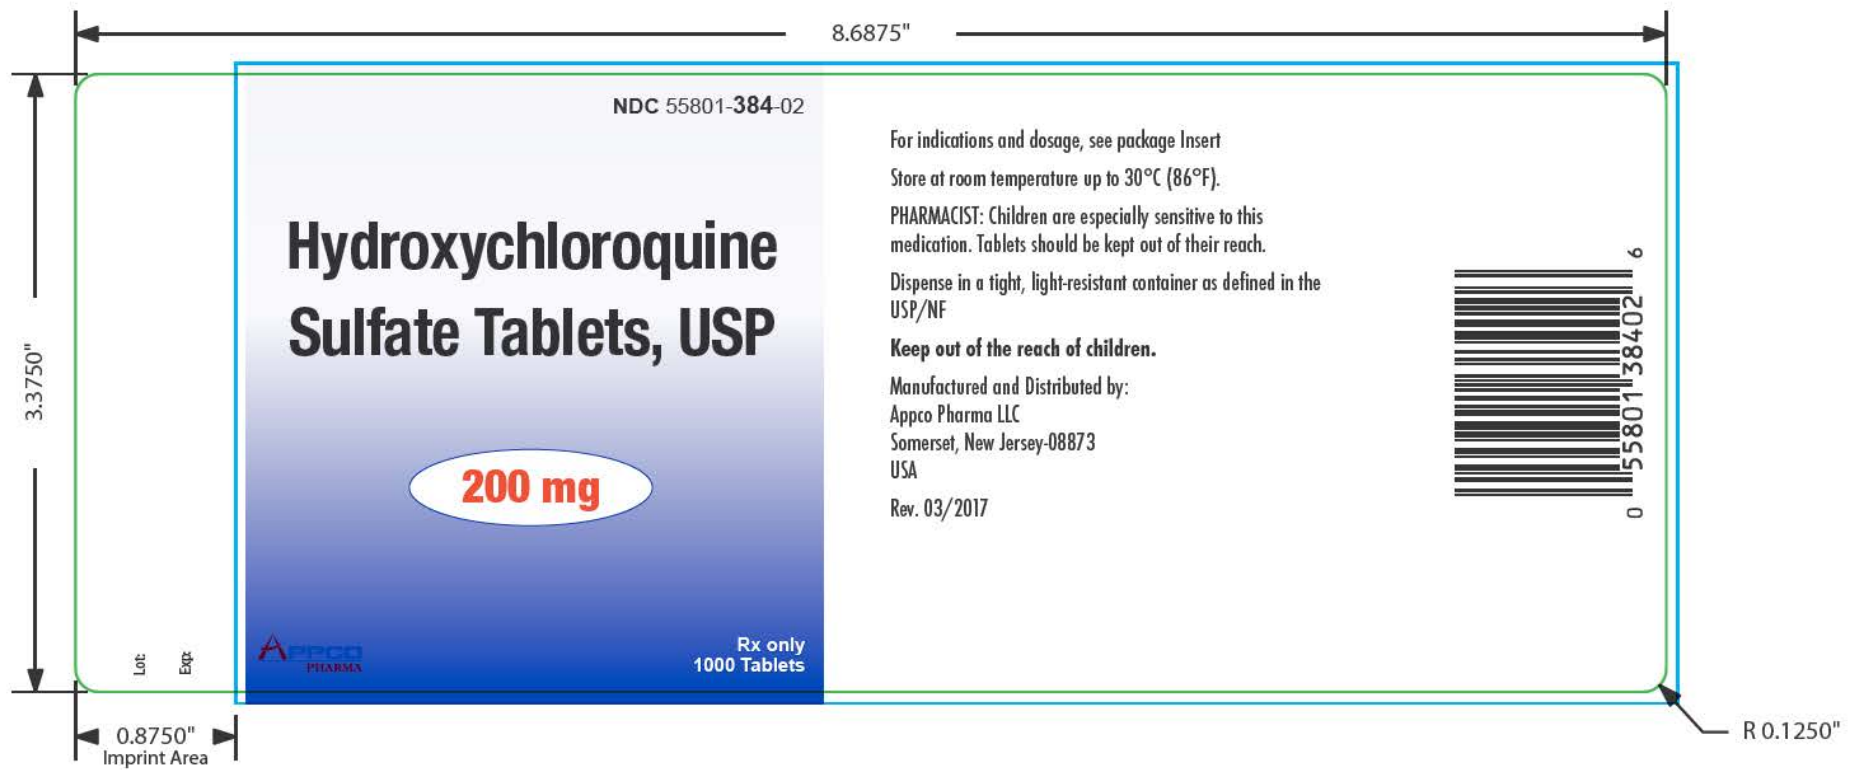 8.6875"
3.3750"
NDC 55801-384-02
Hydroxychloroquine
Sulfate Tablets, USP
200 mg
APPCO
PHARMA
Rx only
1000 Tablets
Lot:
Exp:
For indications and dosage, see package Insert
Store at room temperature up to 30°C (86°F).
PHARMACIST: Children are especially sensitive to this
medication. Tablets should be kept out of their reach.
Dispense in a tight, light-resistant container as defined in the
USP/NF
Keep out of the reach of children.
Manufactured and Distributed by:
Appco Pharma LLC
Somerset, New Jersey-08873
USA
Rev. 03/2017
0 55801 38402 6
0.8750"
Imprint Area
R 0.1250"